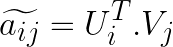 \widetilde{a_{ij}} = U_i^T.V_j